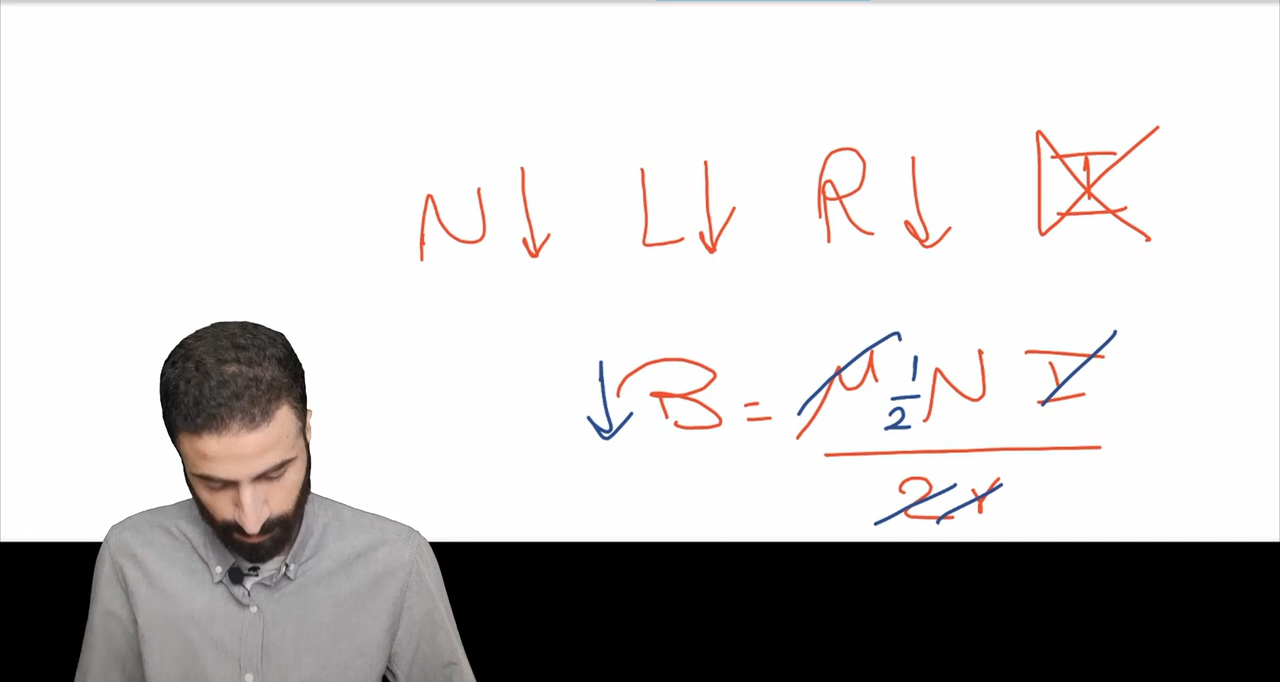 N↓ L↓ R↓ I
↓B = μ ½ N I
2r